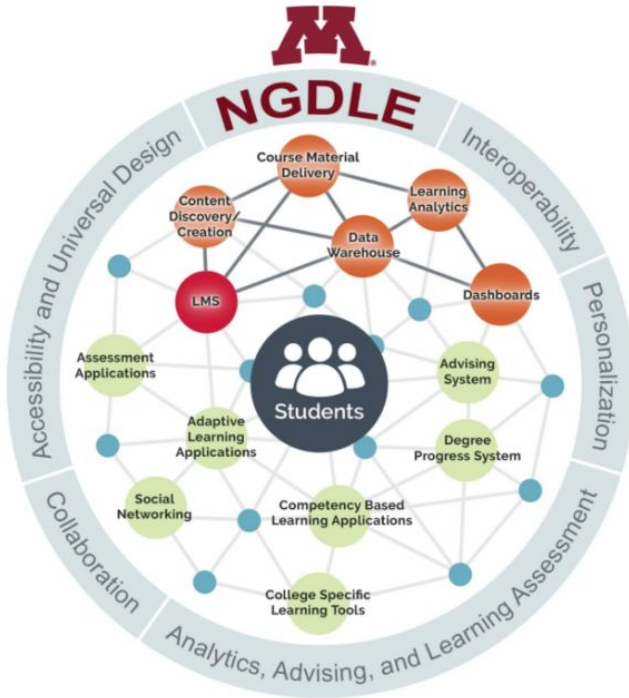 M
NGDLE
Accessibility and Universal Design
Interoperability
Personalization
Collaboration
Analytics, Advising, and Learning Assessment
Course Material
Delivery
Content
Discovery/
Creation
Learning
Analytics
Data
Warehouse
LMS
Dashboards
Students
Assessment
Applications
Advising
System
Adaptive
Learning
Applications
Degree
Progress System
Social
Networking
Competency Based
Learning Applications
College Specific
Learning Tools